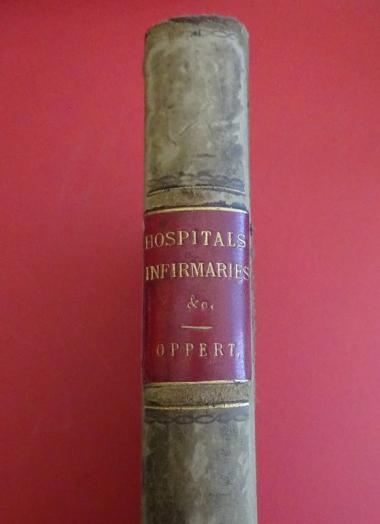 HOSPITALS
INFIRMARIES
&c.
OPPERT.